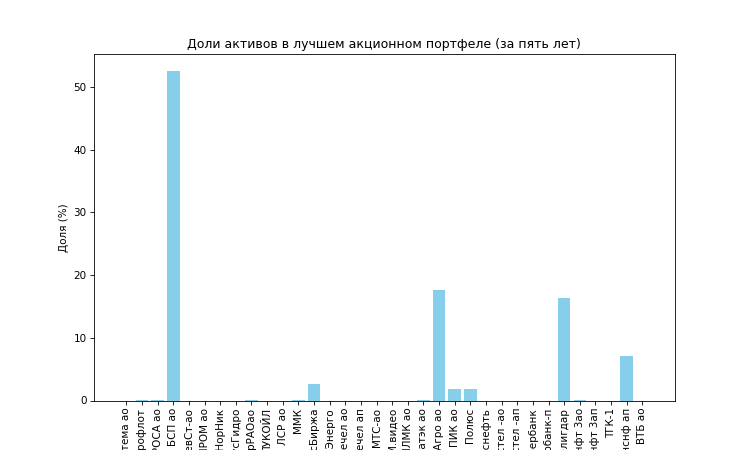 Доли активов в лучшем акционном портфеле (за пять лет)
Доля (%)
50
40
30
20
10
0
тема ао
рофлот
РОСА ао
БСП ао
евСт-ао
ПРОМ ао
НорНик
сГидро
рРАОао
ЛУКОЙЛ
ЛСР ао
ММК
сБиржа
Энерго
ечел ао
ечел ап
МТС-ао
М.видео
ЛМК ао
атэк ао
Агро ао
ПИК ао
Полюс
снефть
стел -ао
стел -ап
ербанк
рбанк-п
лигдар
нфт 3ао
нфт 3ап
ТГК-1
нснф ап
ВТБ ао